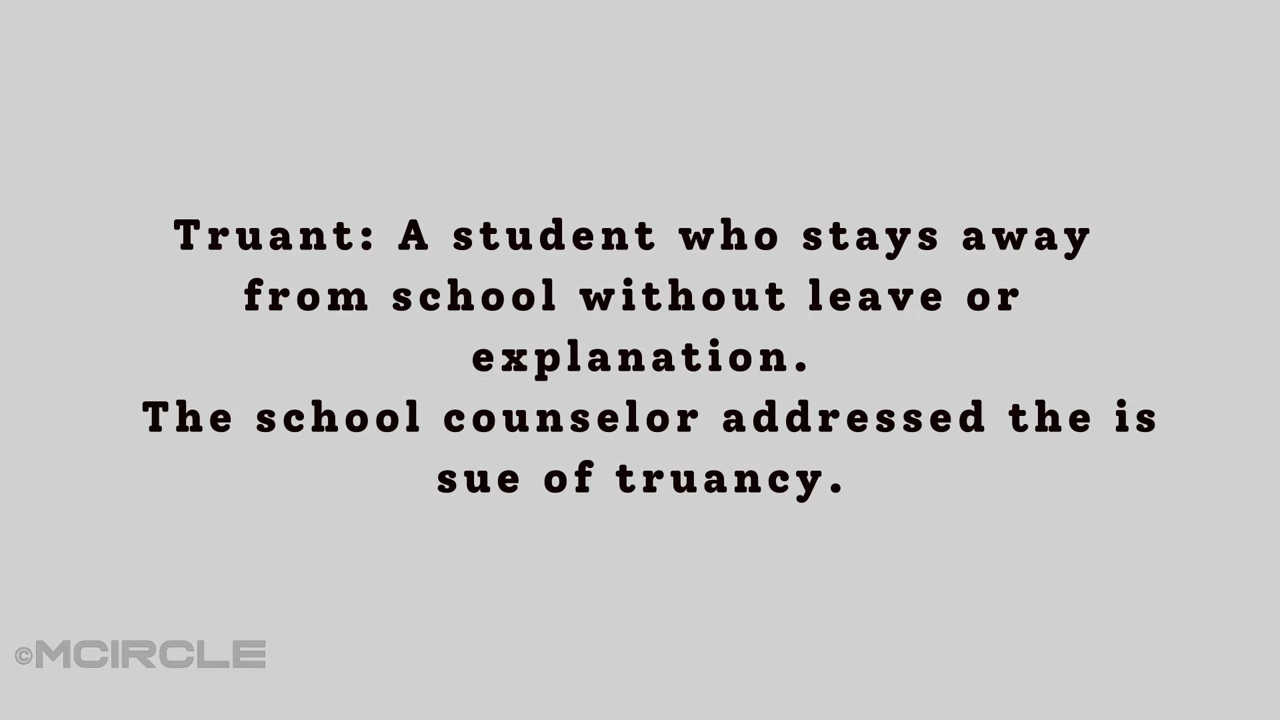 Truant: A student who stays away
from school without leave or
explanation.
The school counselor addressed the is
sue of truancy.
©MCIRCLE